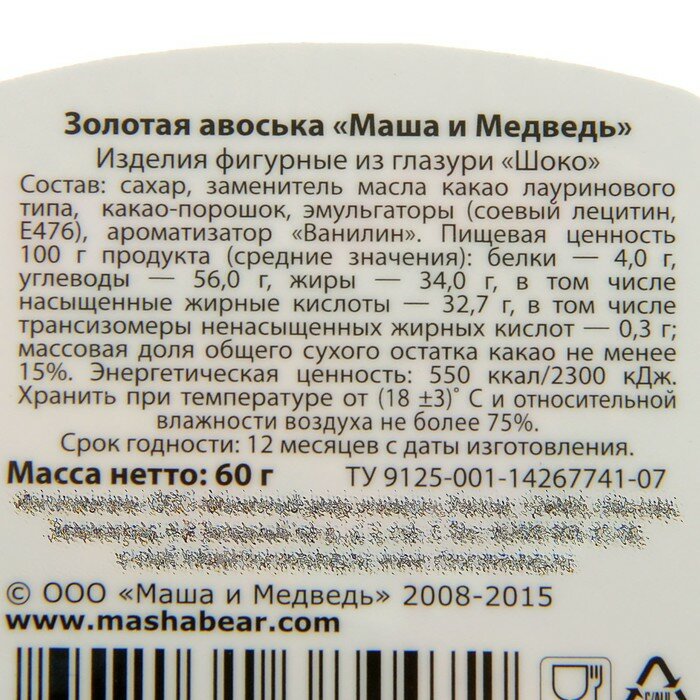 Золотая авоська «Маша и Медведь»
Изделия фигурные из глазури «Шоко»
Состав: сахар, заменитель масла какао лауринового
типа, какао-порошок, эмульгаторы (соевый лецитин,
Е476), ароматизатор «Ванилин». Пищевая ценность
100 г продукта (средние значения): белки — 4,0 г,
углеводы — 56,0 г, жиры — 34,0 г, в том числе
насыщенные жирные кислоты — 32,7 г, в том числе
трансизомеры ненасыщенных жирных кислот — 0,3 г;
массовая доля общего сухого остатка какао не менее
15%. Энергетическая ценность: 550 ккал/2300 кДж.
Хранить при температуре от (18 ±3)° С и относительной
влажности воздуха не более 75%.
Срок годности: 12 месяцев с даты изготовления.
Масса нетто: 60 г ТУ 9125-001-14267741-07
© ООО «Маша и Медведь» 2008-2015
www.mashabear.com